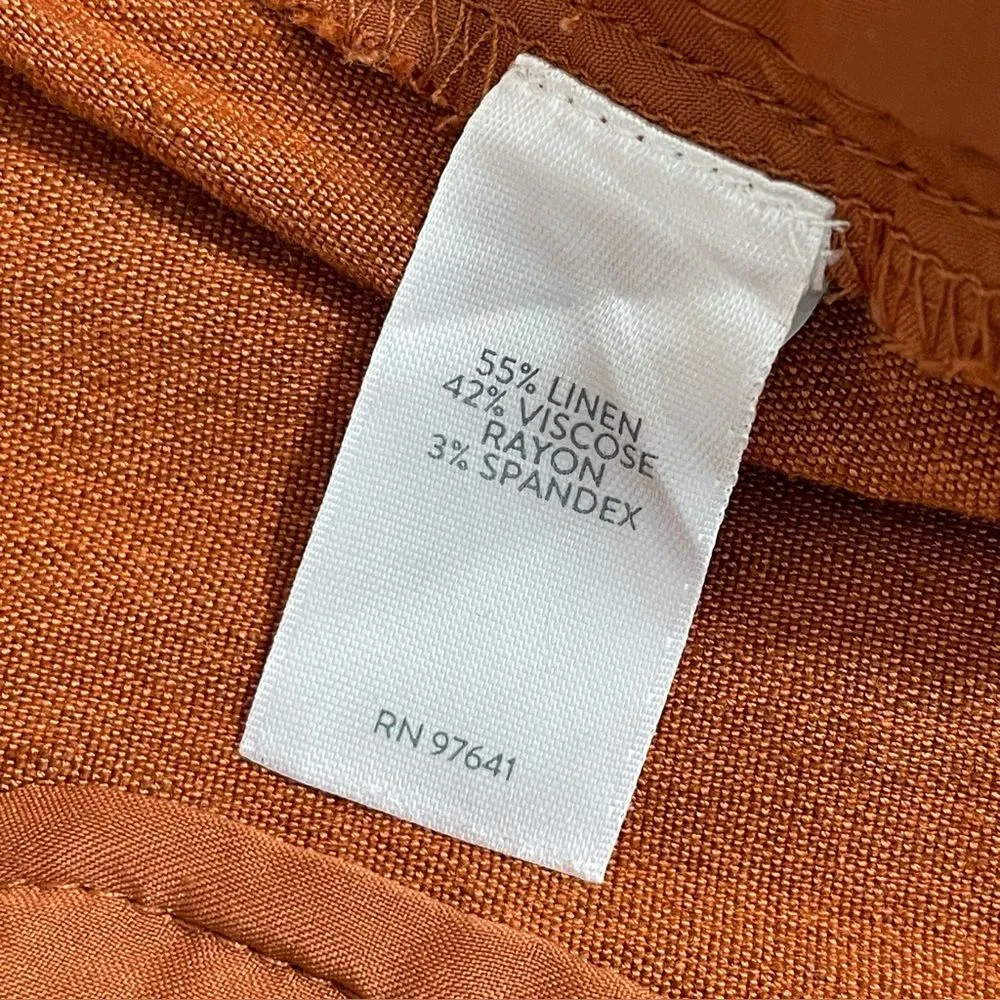 55% LINEN
42% VISCOSE
RAYON
3% SPANDEX
RN 97641